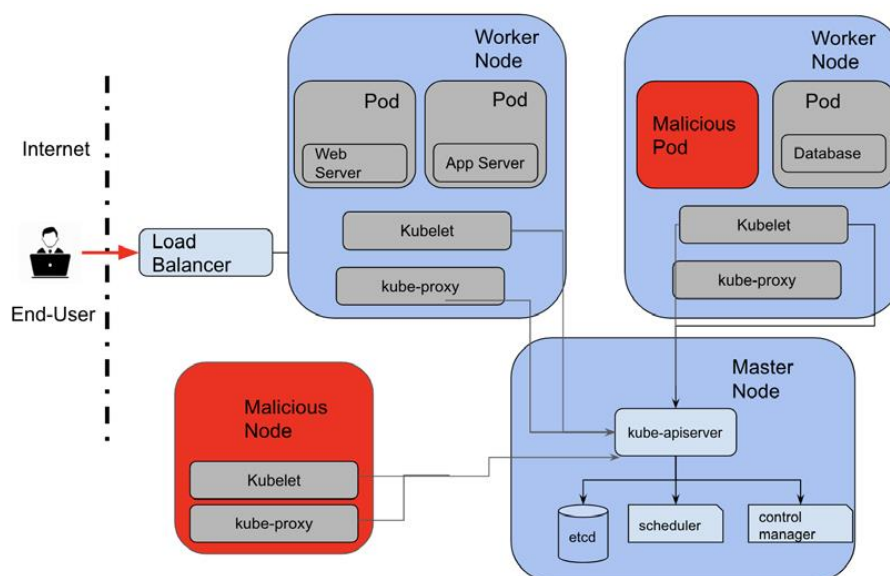 Worker
Node
Pod
Web
Server
Pod
App Server
Kubelet
kube-proxy
Worker
Node
Malicious
Pod
Pod
Database
Kubelet
kube-proxy
Internet
End-User
Load
Balancer
Malicious
Node
Kubelet
kube-proxy
Master
Node
kube-apiserver
etcd
scheduler
control
manager